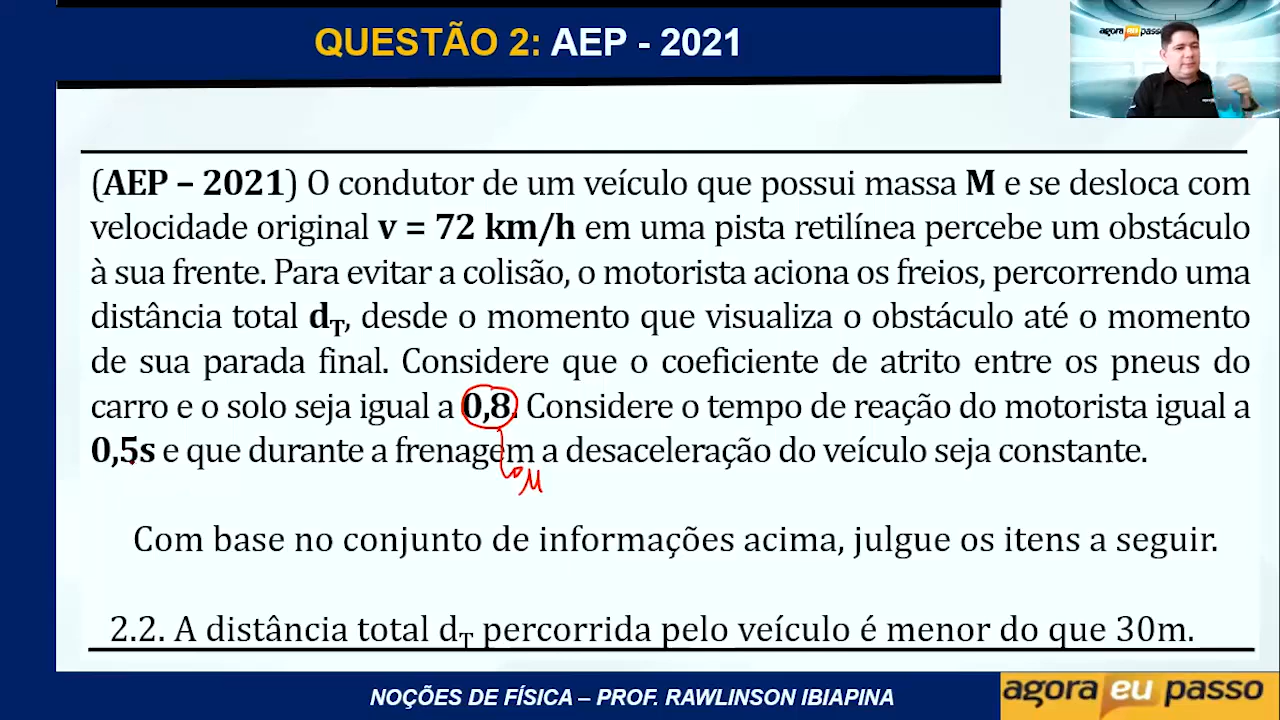 QUESTÃO 2: AEP - 2021
agora eu passo
(AEP – 2021) O condutor de um veículo que possui massa M e se desloca com
velocidade original v = 72 km/h em uma pista retilínea percebe um obstáculo
à sua frente. Para evitar a colisão, o motorista aciona os freios, percorrendo uma
distância total dT, desde o momento que visualiza o obstáculo até o momento
de sua parada final. Considere que o coeficiente de atrito entre os pneus do
carro e o solo seja igual a 0,8. Considere o tempo de reação do motorista igual a
0,5s e que durante a frenagem a desaceleração do veículo seja constante.
M
Com base no conjunto de informações acima, julgue os itens a seguir.
2.2. A distância total dT percorrida pelo veículo é menor do que 30m.
NOÇÕES DE FÍSICA – PROF. RAWLINSON IBIAPINA
agora eu passo